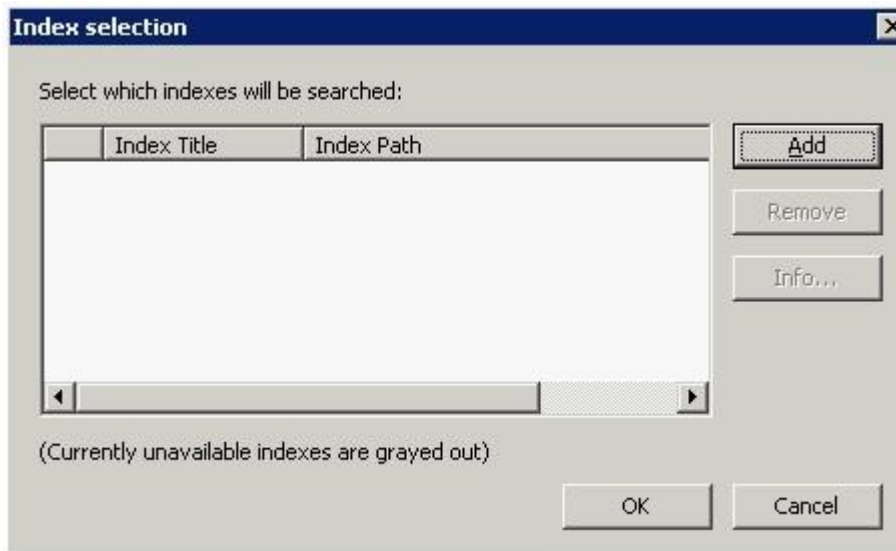 Index selection
Select which indexes will be searched:
Index Title Index Path
Add
Remove
Info...
(Currently unavailable indexes are grayed out)
OK Cancel